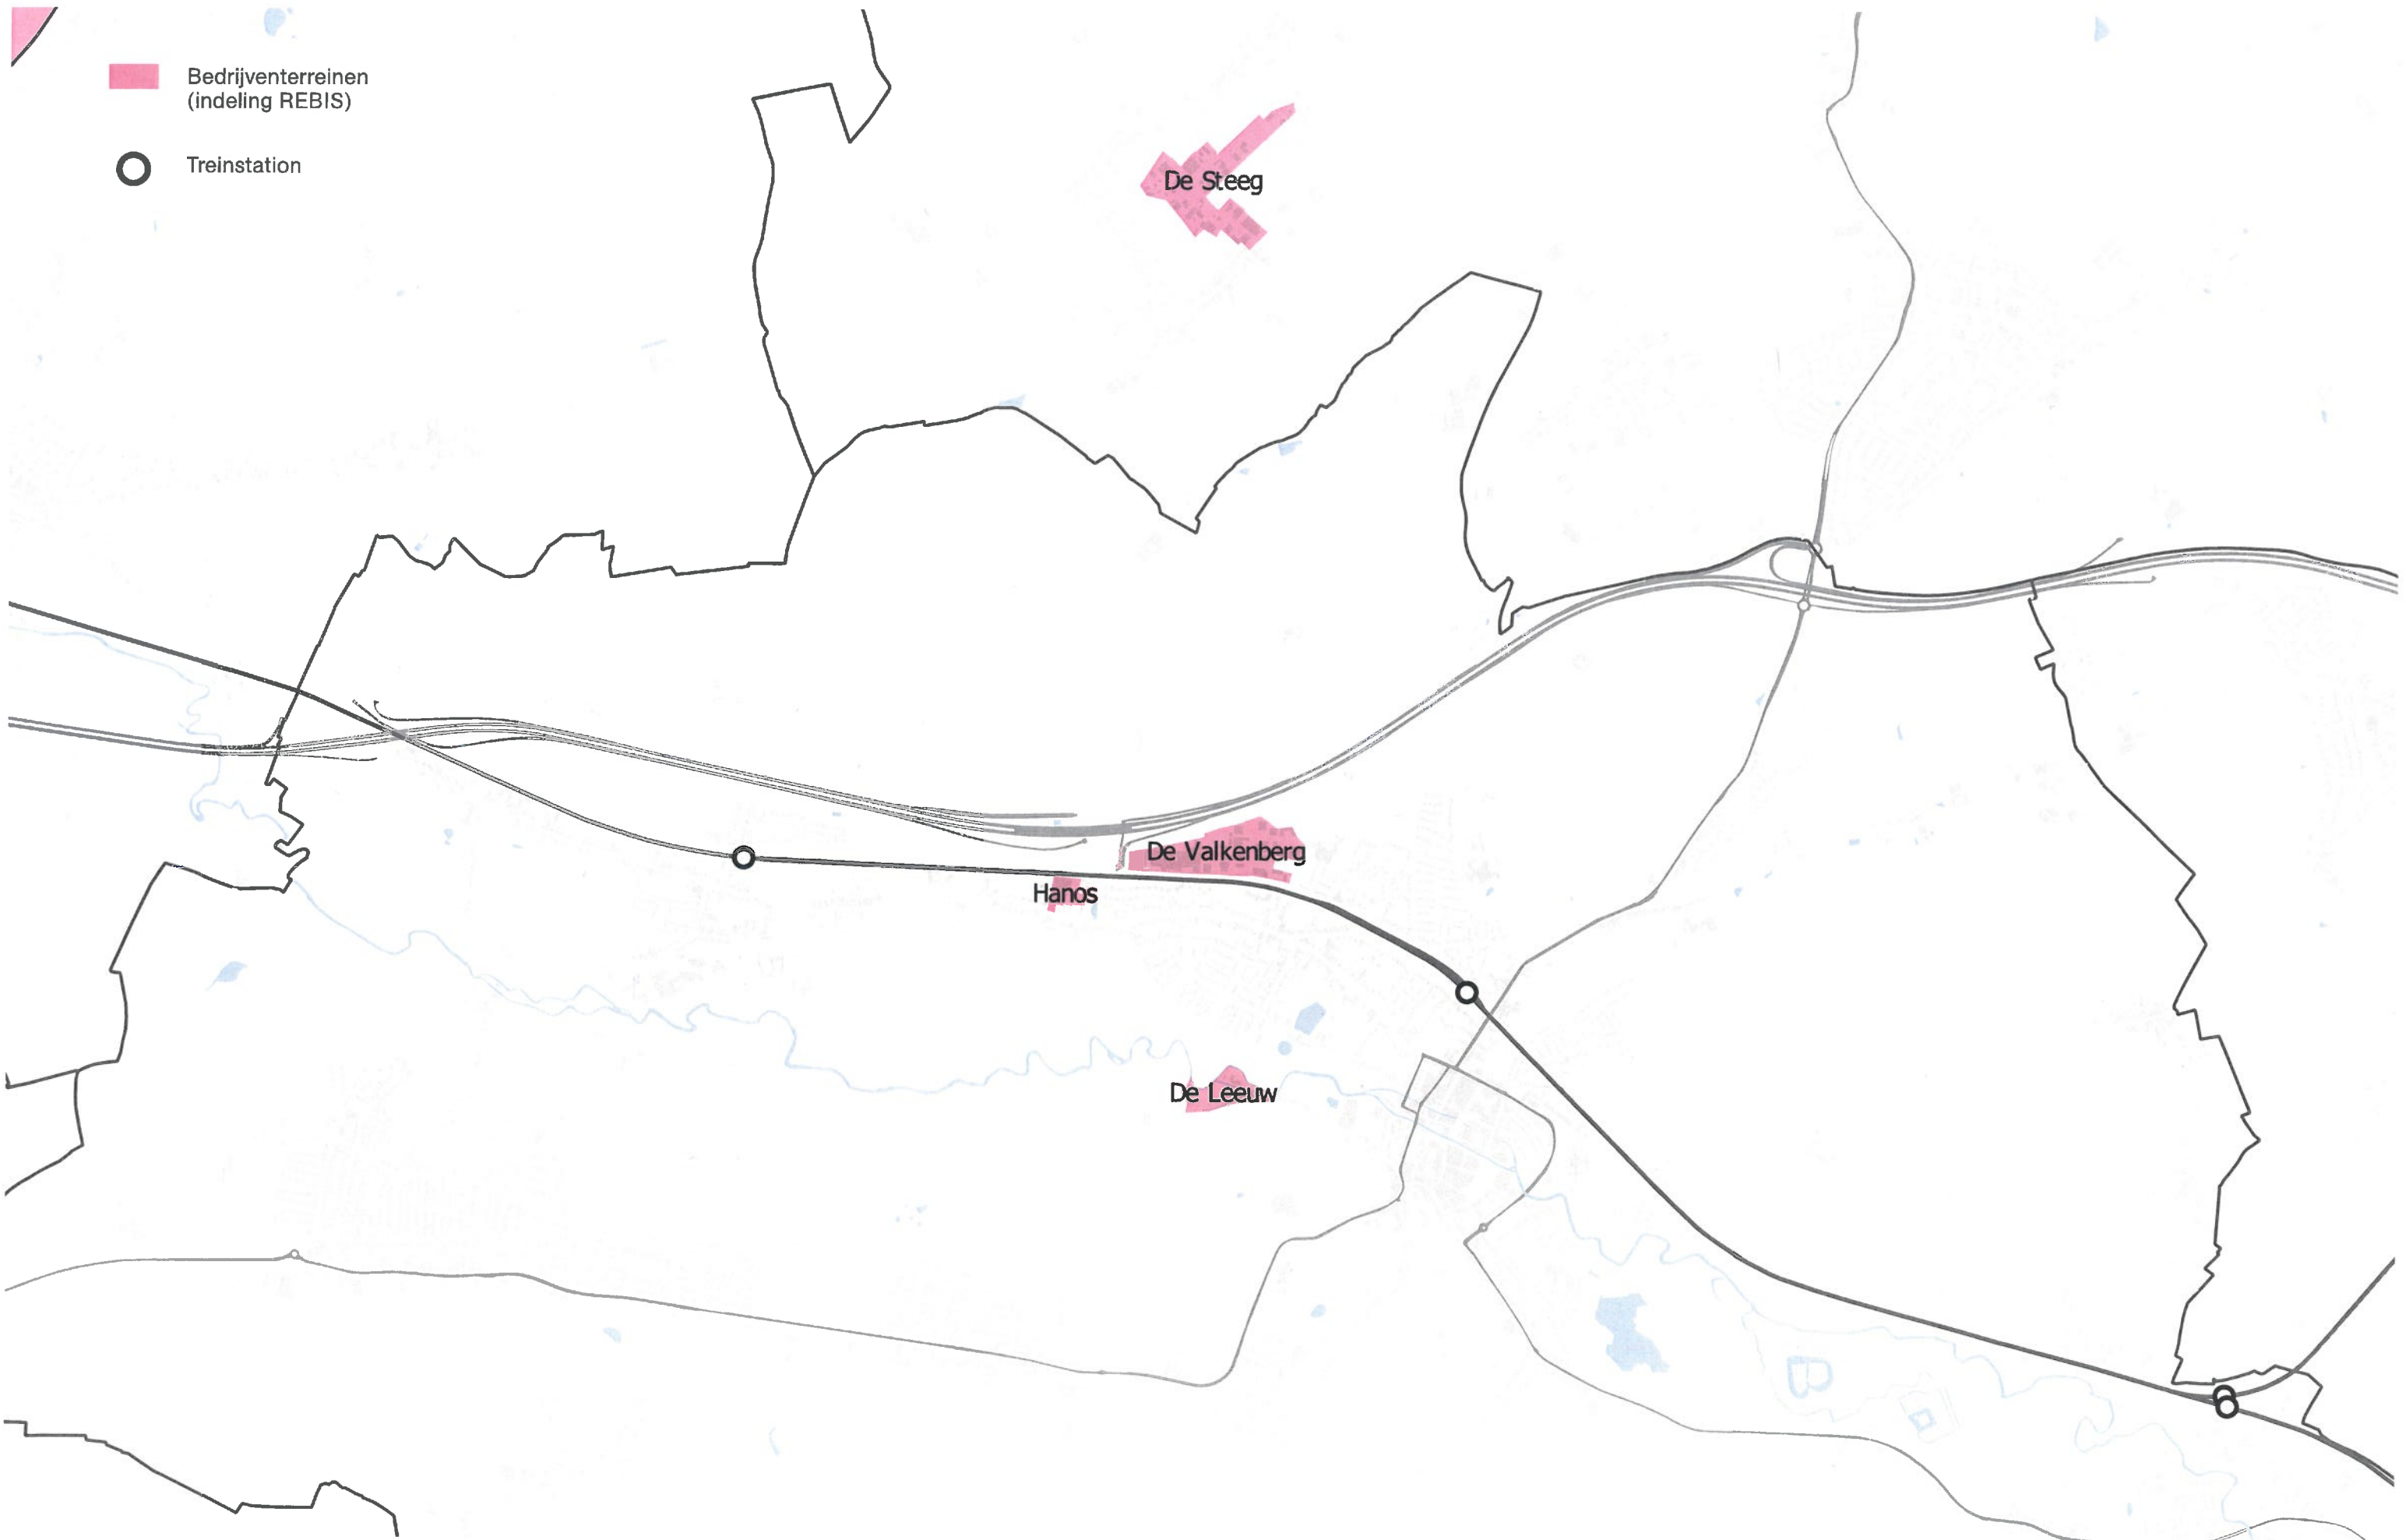 Bedrijventerreinen
(indeling REBIS)
Treinstation
De Steeg
De Valkenberg
Hanos
De Leeuw